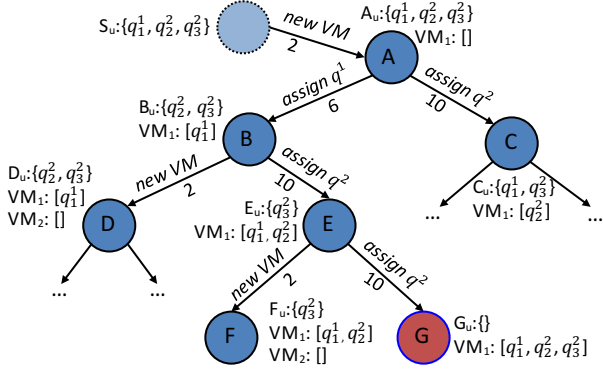 Sᵤ:{q₁¹, q₂², q₃²}
new VM
2
Aᵤ:{q₁¹, q₂², q₃²}
VM₁: []
A
assign q¹
6
assign q²
10
Bᵤ:{q₂², q₃²}
VM₁: [q₁¹]
B
C
Cᵤ:{q₁¹, q₃²}
VM₁: [q₂²]
...
...
new VM
2
assign q²
10
Dᵤ:{q₂², q₃²}
VM₁: [q₁¹]
VM₂: []
D
...
...
Eᵤ:{q₃²}
VM₁: [q₁¹, q₂²]
E
new VM
2
assign q²
10
F
Fᵤ:{q₃²}
VM₁: [q₁¹, q₂²]
VM₂: []
G
Gᵤ:{}
VM₁: [q₁¹, q₂², q₃²]